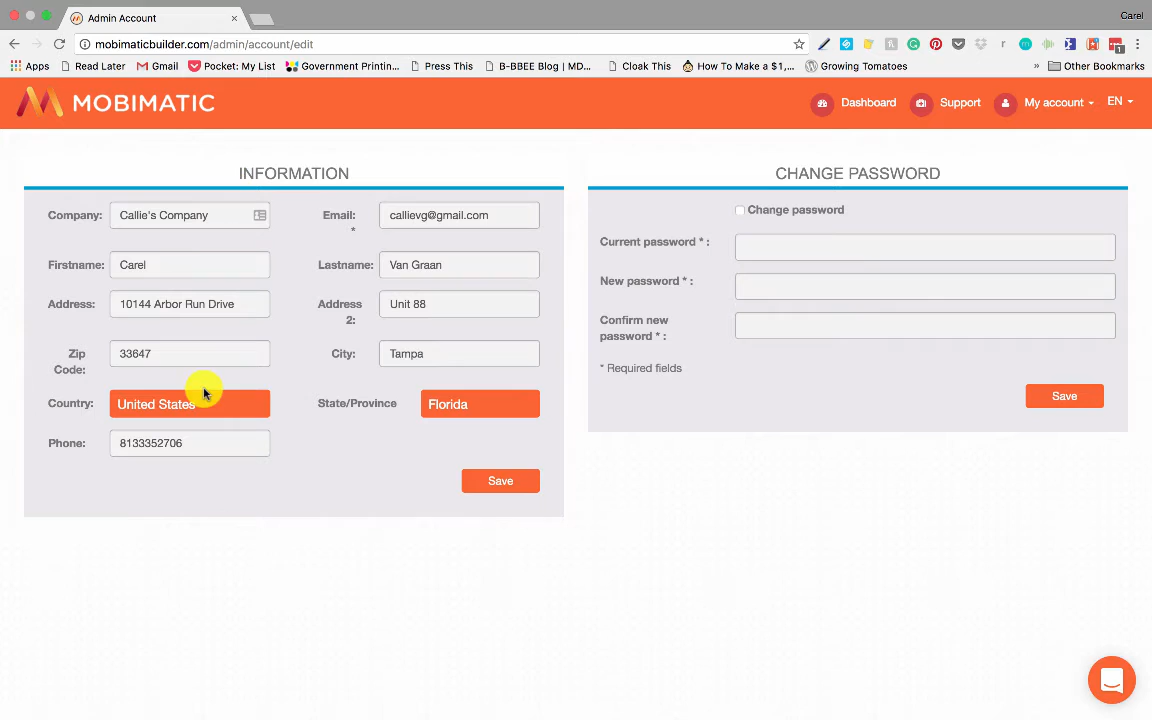 Admin Account
Carel
mobimaticbuilder.com/admin/account/edit
Apps Read Later Gmail Pocket: My List Government Printin... Press This B-BBEE Blog | MD... Cloak This How To Make a $1,... Growing Tomatoes » Other Bookmarks
MOBIMATIC
Dashboard Support My account EN
INFORMATION
Company: Callie's Company
Email: * callievg@gmail.com
Firstname: Carel
Lastname: Van Graan
Address: 10144 Arbor Run Drive
Address 2: Unit 88
Zip Code: 33647
City: Tampa
Country: United States
State/Province Florida
Phone: 8133352706
Save
CHANGE PASSWORD
Change password
Current password * :
New password * :
Confirm new
password * :
* Required fields
Save